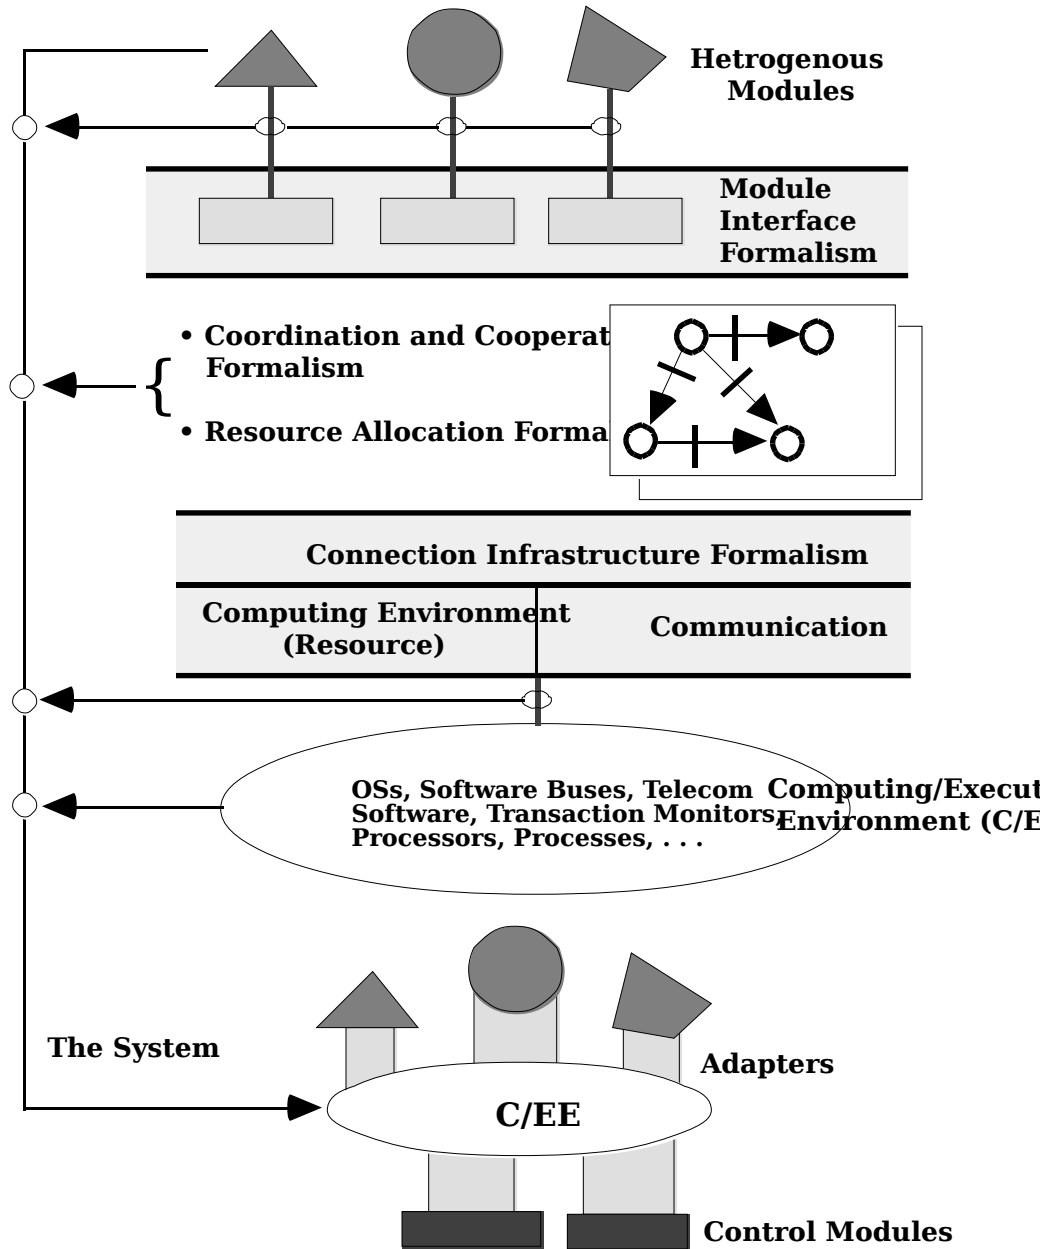 Hetrogenous
Modules
Module
Interface
Formalism
• Coordination and Cooperat
Formalism
{
• Resource Allocation Forma
Connection Infrastructure Formalism
Computing Environment
(Resource)
Communication
OSs, Software Buses, Telecom
Software, Transaction Monitors,
Processors, Processes, . . .
Computing/Execut
Environment (C/E
The System
Adapters
C/EE
Control Modules